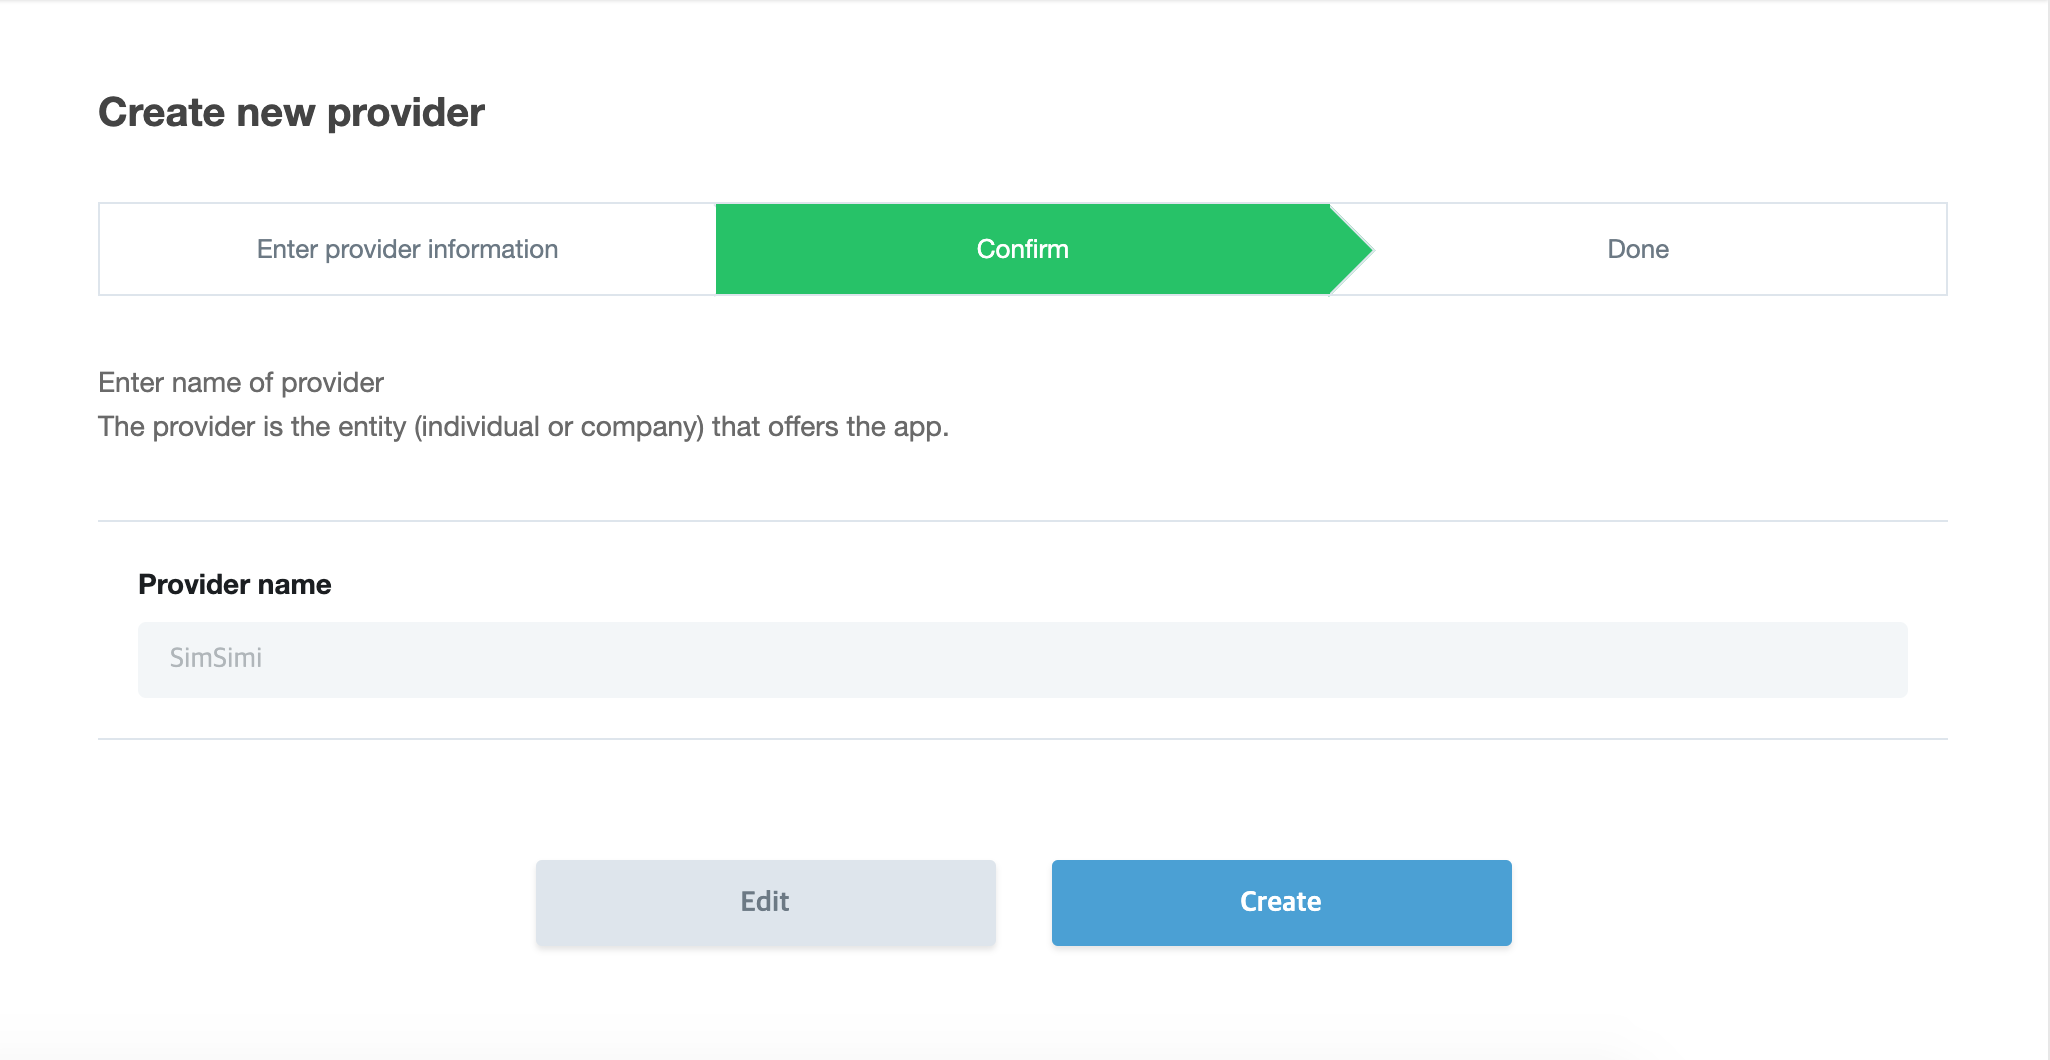 Create new provider
Enter provider information
Confirm
Done
Enter name of provider
The provider is the entity (individual or company) that offers the app.
Provider name
SimSimi
Edit
Create